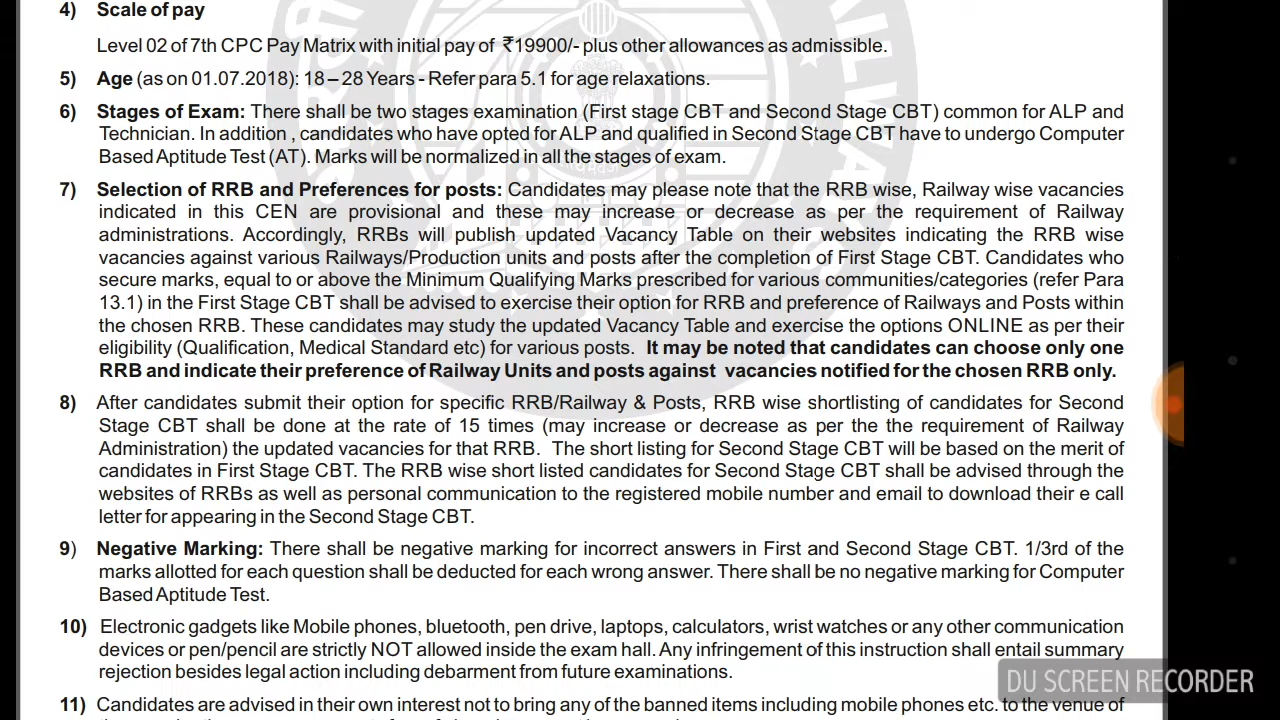 4) Scale of pay
Level 02 of 7th CPC Pay Matrix with initial pay of ₹19900/- plus other allowances as admissible.
5) Age (as on 01.07.2018): 18 – 28 Years - Refer para 5.1 for age relaxations.
6) Stages of Exam: There shall be two stages examination (First stage CBT and Second Stage CBT) common for ALP and
Technician. In addition , candidates who have opted for ALP and qualified in Second Stage CBT have to undergo Computer
Based Aptitude Test (AT). Marks will be normalized in all the stages of exam.
7) Selection of RRB and Preferences for posts: Candidates may please note that the RRB wise, Railway wise vacancies
indicated in this CEN are provisional and these may increase or decrease as per the requirement of Railway
administrations. Accordingly, RRBs will publish updated Vacancy Table on their websites indicating the RRB wise
vacancies against various Railways/Production units and posts after the completion of First Stage CBT. Candidates who
secure marks, equal to or above the Minimum Qualifying Marks prescribed for various communities/categories (refer Para
13.1) in the First Stage CBT shall be advised to exercise their option for RRB and preference of Railways and Posts within
the chosen RRB. These candidates may study the updated Vacancy Table and exercise the options ONLINE as per their
eligibility (Qualification, Medical Standard etc) for various posts. It may be noted that candidates can choose only one
RRB and indicate their preference of Railway Units and posts against vacancies notified for the chosen RRB only.
8) After candidates submit their option for specific RRB/Railway & Posts, RRB wise shortlisting of candidates for Second
Stage CBT shall be done at the rate of 15 times (may increase or decrease as per the the requirement of Railway
Administration) the updated vacancies for that RRB. The short listing for Second Stage CBT will be based on the merit of
candidates in First Stage CBT. The RRB wise short listed candidates for Second Stage CBT shall be advised through the
websites of RRBs as well as personal communication to the registered mobile number and email to download their e call
letter for appearing in the Second Stage CBT.
9) Negative Marking: There shall be negative marking for incorrect answers in First and Second Stage CBT. 1/3rd of the
marks allotted for each question shall be deducted for each wrong answer. There shall be no negative marking for Computer
Based Aptitude Test.
10) Electronic gadgets like Mobile phones, bluetooth, pen drive, laptops, calculators, wrist watches or any other communication
devices or pen/pencil are strictly NOT allowed inside the exam hall. Any infringement of this instruction shall entail summary
rejection besides legal action including debarment from future examinations.
DU SCREEN RECORDER
11) Candidates are advised in their own interest not to bring any of the banned items including mobile phones etc. to the venue of